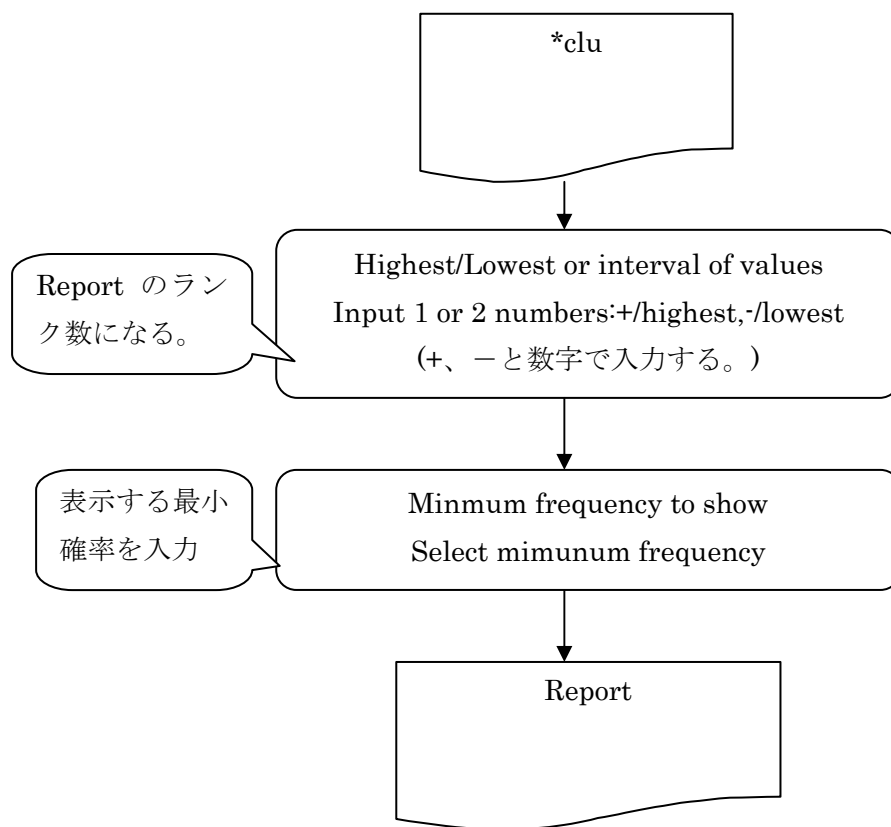 *clu
Highest/Lowest or interval of values
Input 1 or 2 numbers:+/highest,-/lowest
(+、－と数字で入力する。)
Report のラン
ク数になる。
Minmum frequency to show
Select mimunum frequency
表示する最小
確率を入力
Report